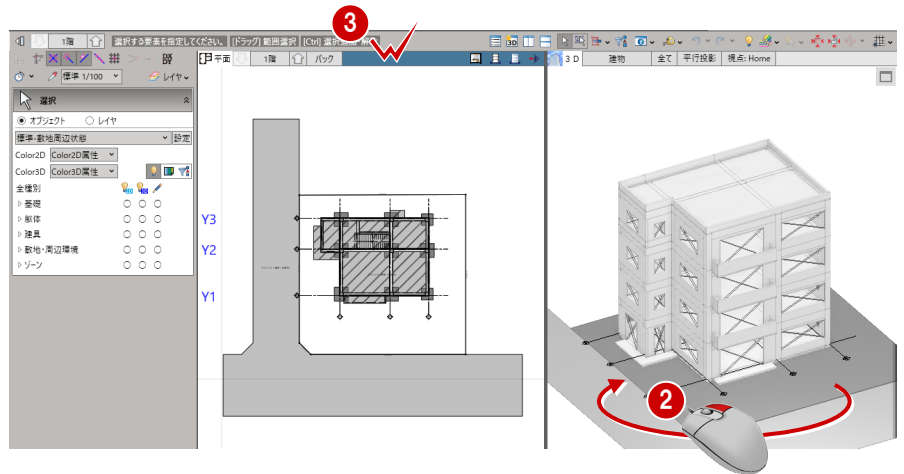 3
1階 選択する要素を指定してください。[ドラッグ] 範囲選択 [Ctrl] 選択
3D
標準 1/100 レイヤ
平面 1階 バック
3D 建物 全て 平行投影 視点: Home
選択
オブジェクト レイヤ
標準-敷地周辺状態 設定
Color2D Color2D属性
Color3D Color3D属性
全種別
基礎
躯体
建具
敷地・周辺環境
ゾーン
Y3
Y2
Y1
2